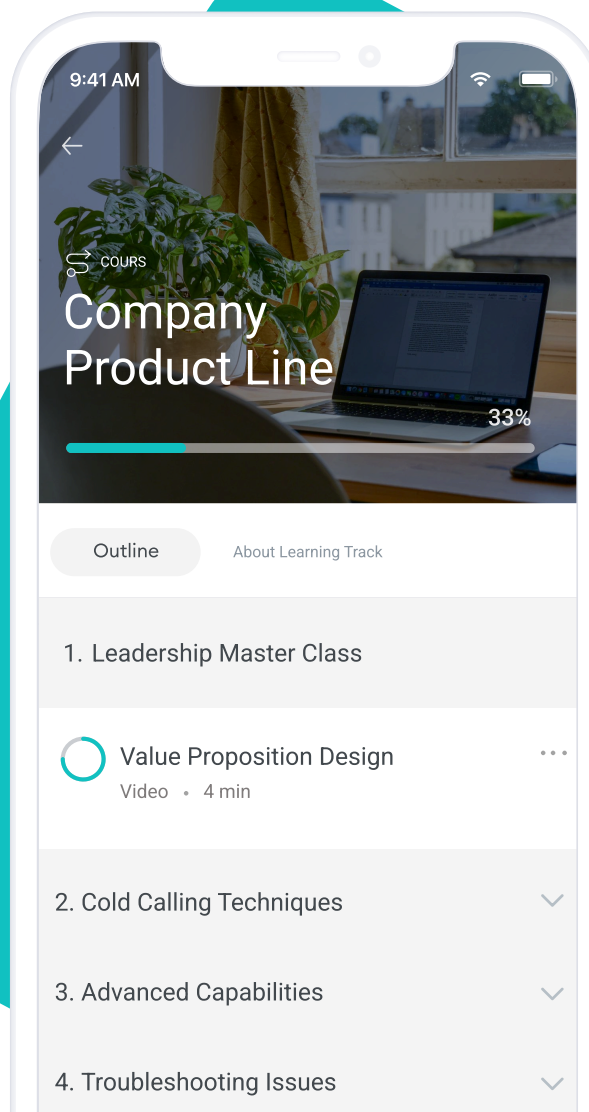 9:41 AM
COURS
Company
Product Line
33%
Outline
About Learning Track
1. Leadership Master Class
Value Proposition Design
Video • 4 min
2. Cold Calling Techniques
3. Advanced Capabilities
4. Troubleshooting Issues